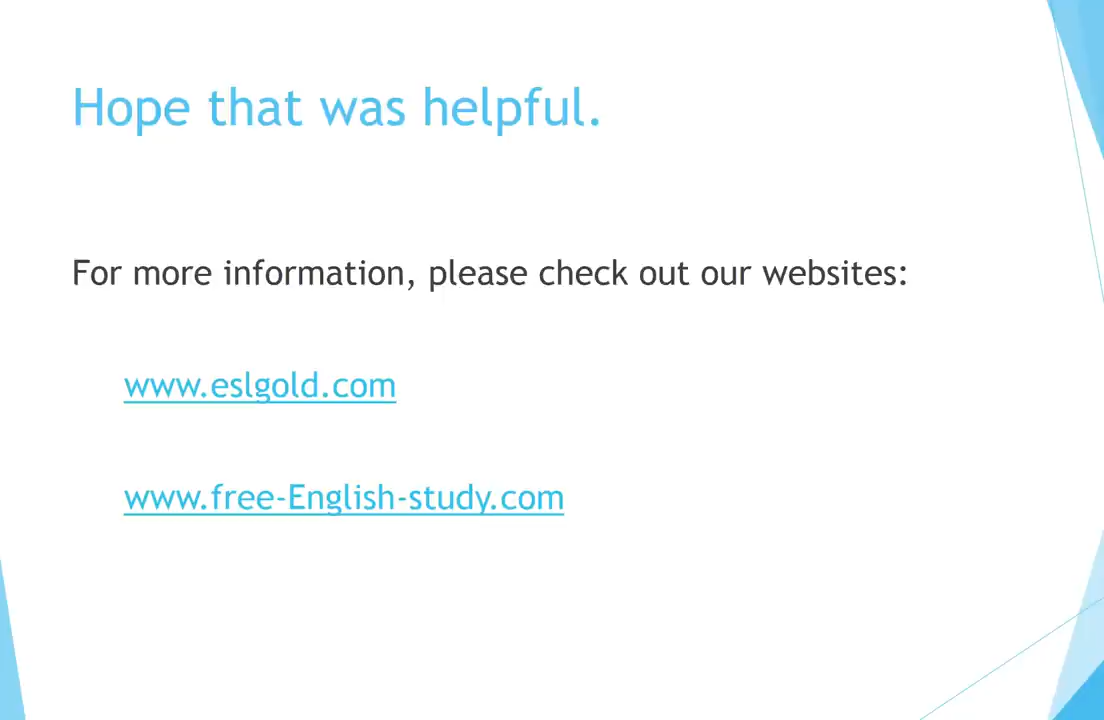 Hope that was helpful.
For more information, please check out our websites:
www.eslgold.com
www.free-English-study.com